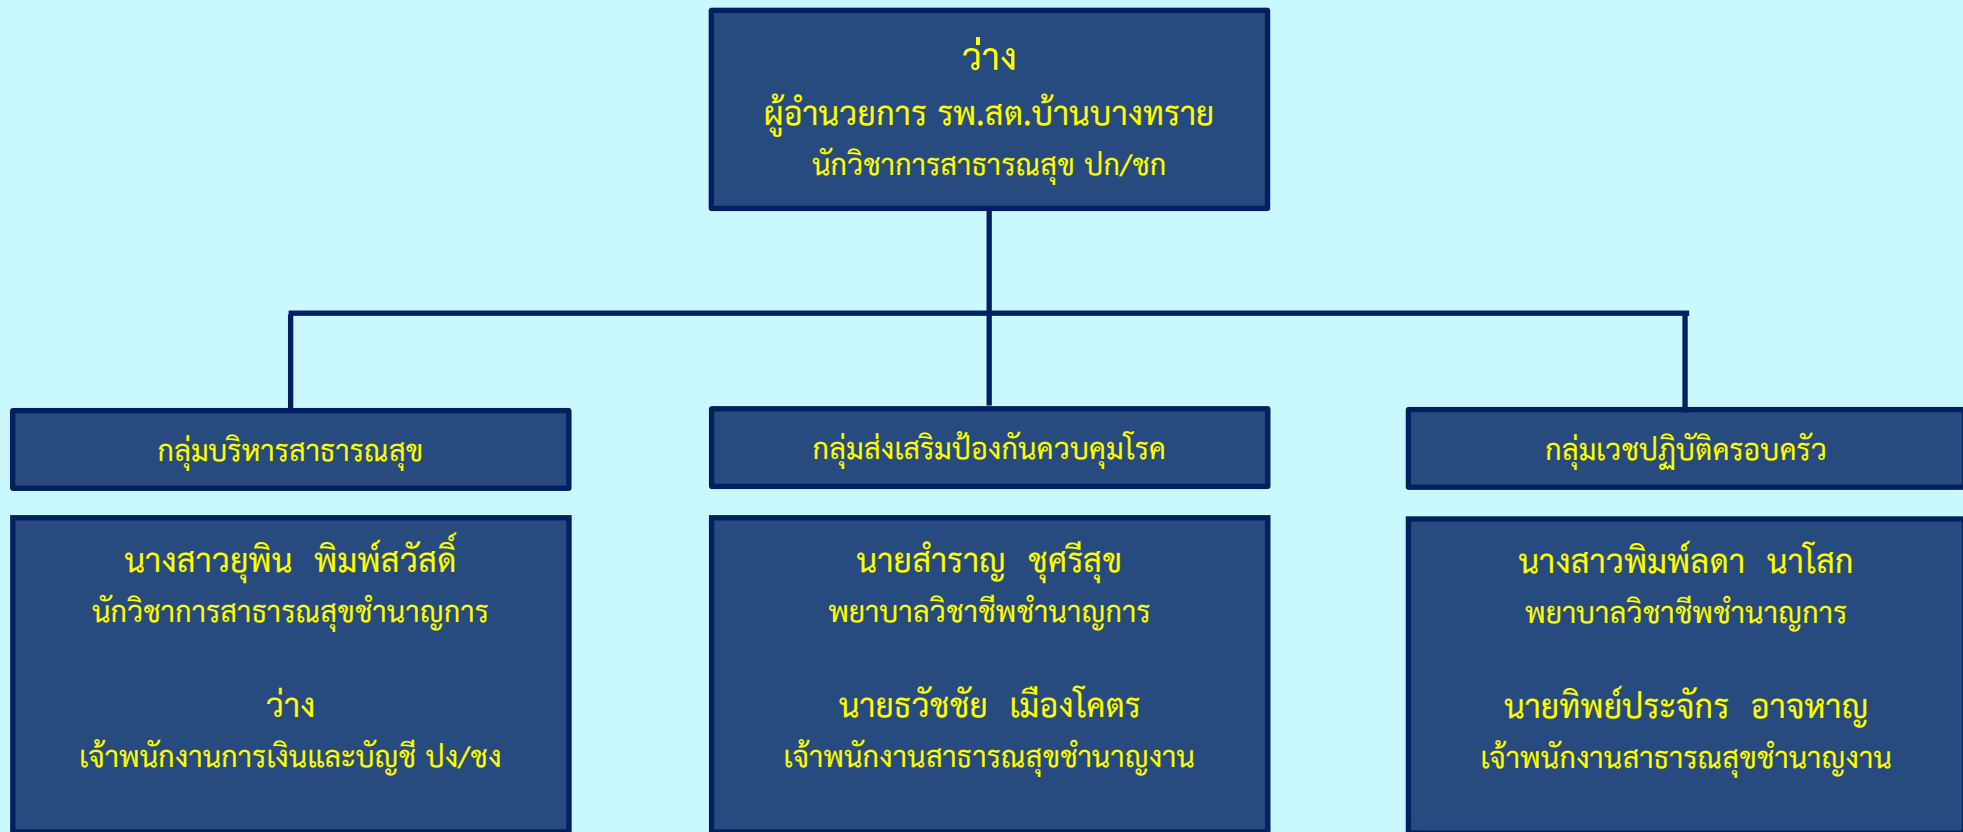 ว่าง
ผู้อำนวยการ รพ.สต.บ้านบางทราย
นักวิชาการสาธารณสุข ปก/ชก
กลุ่มบริหารสาธารณสุข
นางสาวยุพิน พิมพ์สวัสดิ์
นักวิชาการสาธารณสุขชำนาญการ
ว่าง
เจ้าพนักงานการเงินและบัญชี ปง/ชง
กลุ่มส่งเสริมป้องกันควบคุมโรค
นายสำราญ ชุศรีสุข
พยาบาลวิชาชีพชำนาญการ
นายธวัชชัย เมืองโคตร
เจ้าพนักงานสาธารณสุขชำนาญงาน
กลุ่มเวชปฏิบัติครอบครัว
นางสาวพิมพ์ลดา นาโสก
พยาบาลวิชาชีพชำนาญการ
นายทิพย์ประจักร อาจหาญ
เจ้าพนักงานสาธารณสุขชำนาญงาน